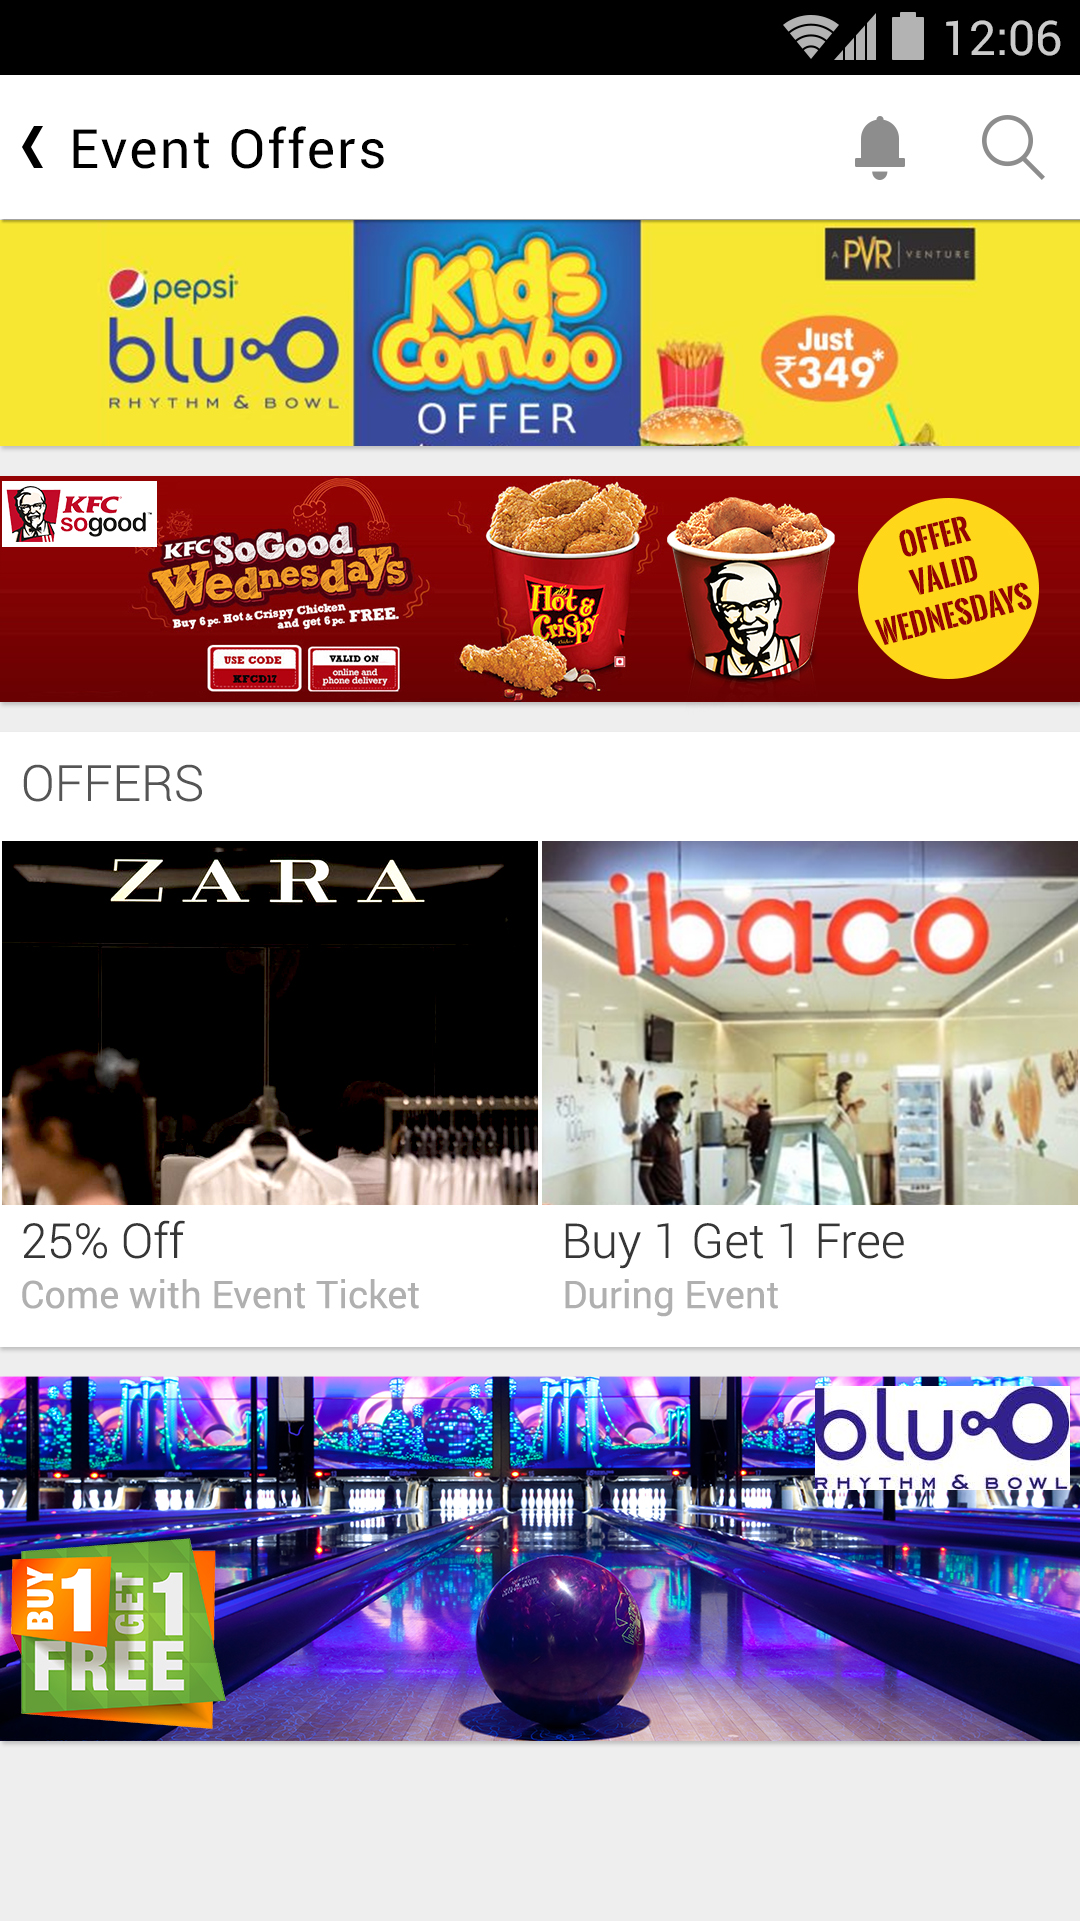 12:06
Event Offers
pepsi
bluO
RHYTHM & BOWL
Kids
Combo
OFFER
A PVR VENTURE
Just
₹349*
KFC
sogood™
KFC SoGood
Wednesdays
Buy 6 pc. Hot & Crispy Chicken
and get 6 pc. FREE.
USE CODE
KFCD17
VALID ON
online and
phone delivery
Hot &
Crispy
OFFER
VALID
WEDNESDAYS
OFFERS
ZARA
ibaco
25% Off
Come with Event Ticket
Buy 1 Get 1 Free
During Event
bluO
RHYTHM & BOWL
BUY 1 GET 1
FREE